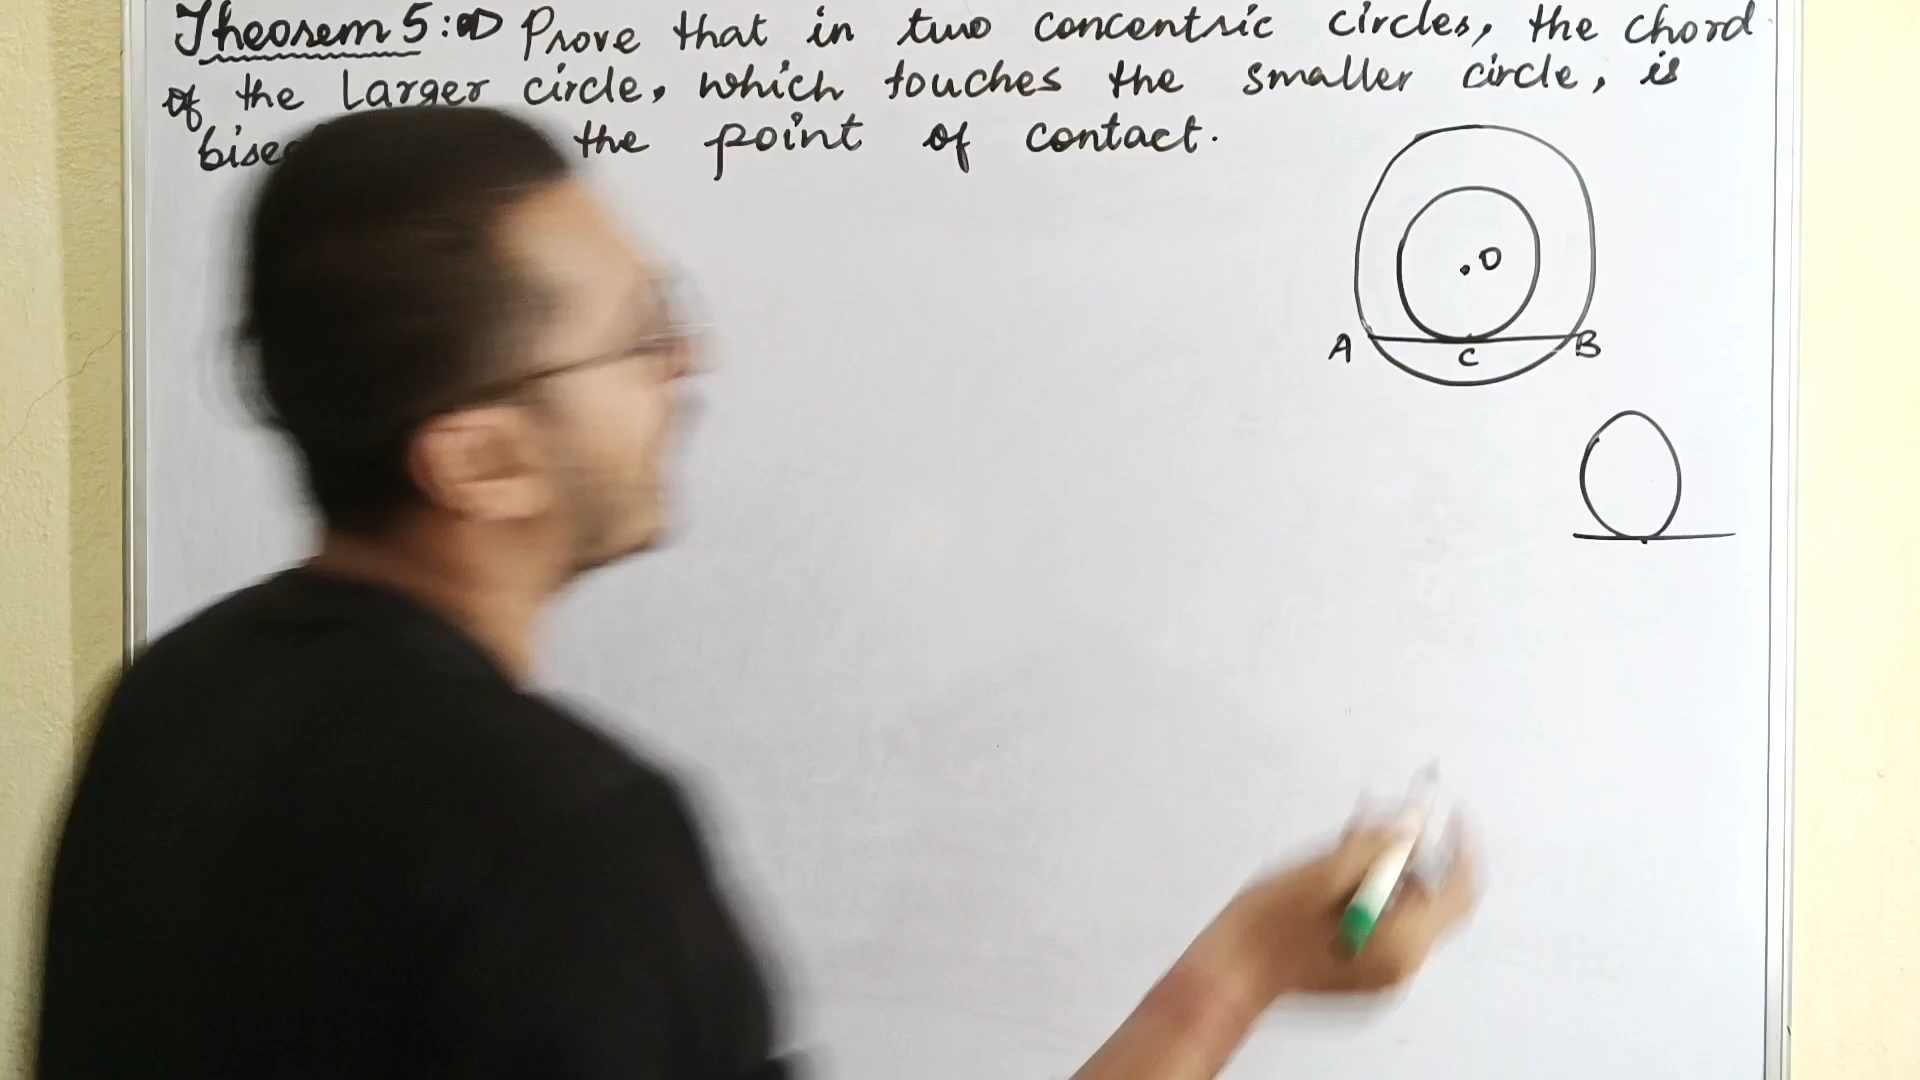 Theorem 5:⇒ Prove that in two concentric circles, the chord
of the larger circle, which touches the smaller circle, is
the point of contact.
O
A C B